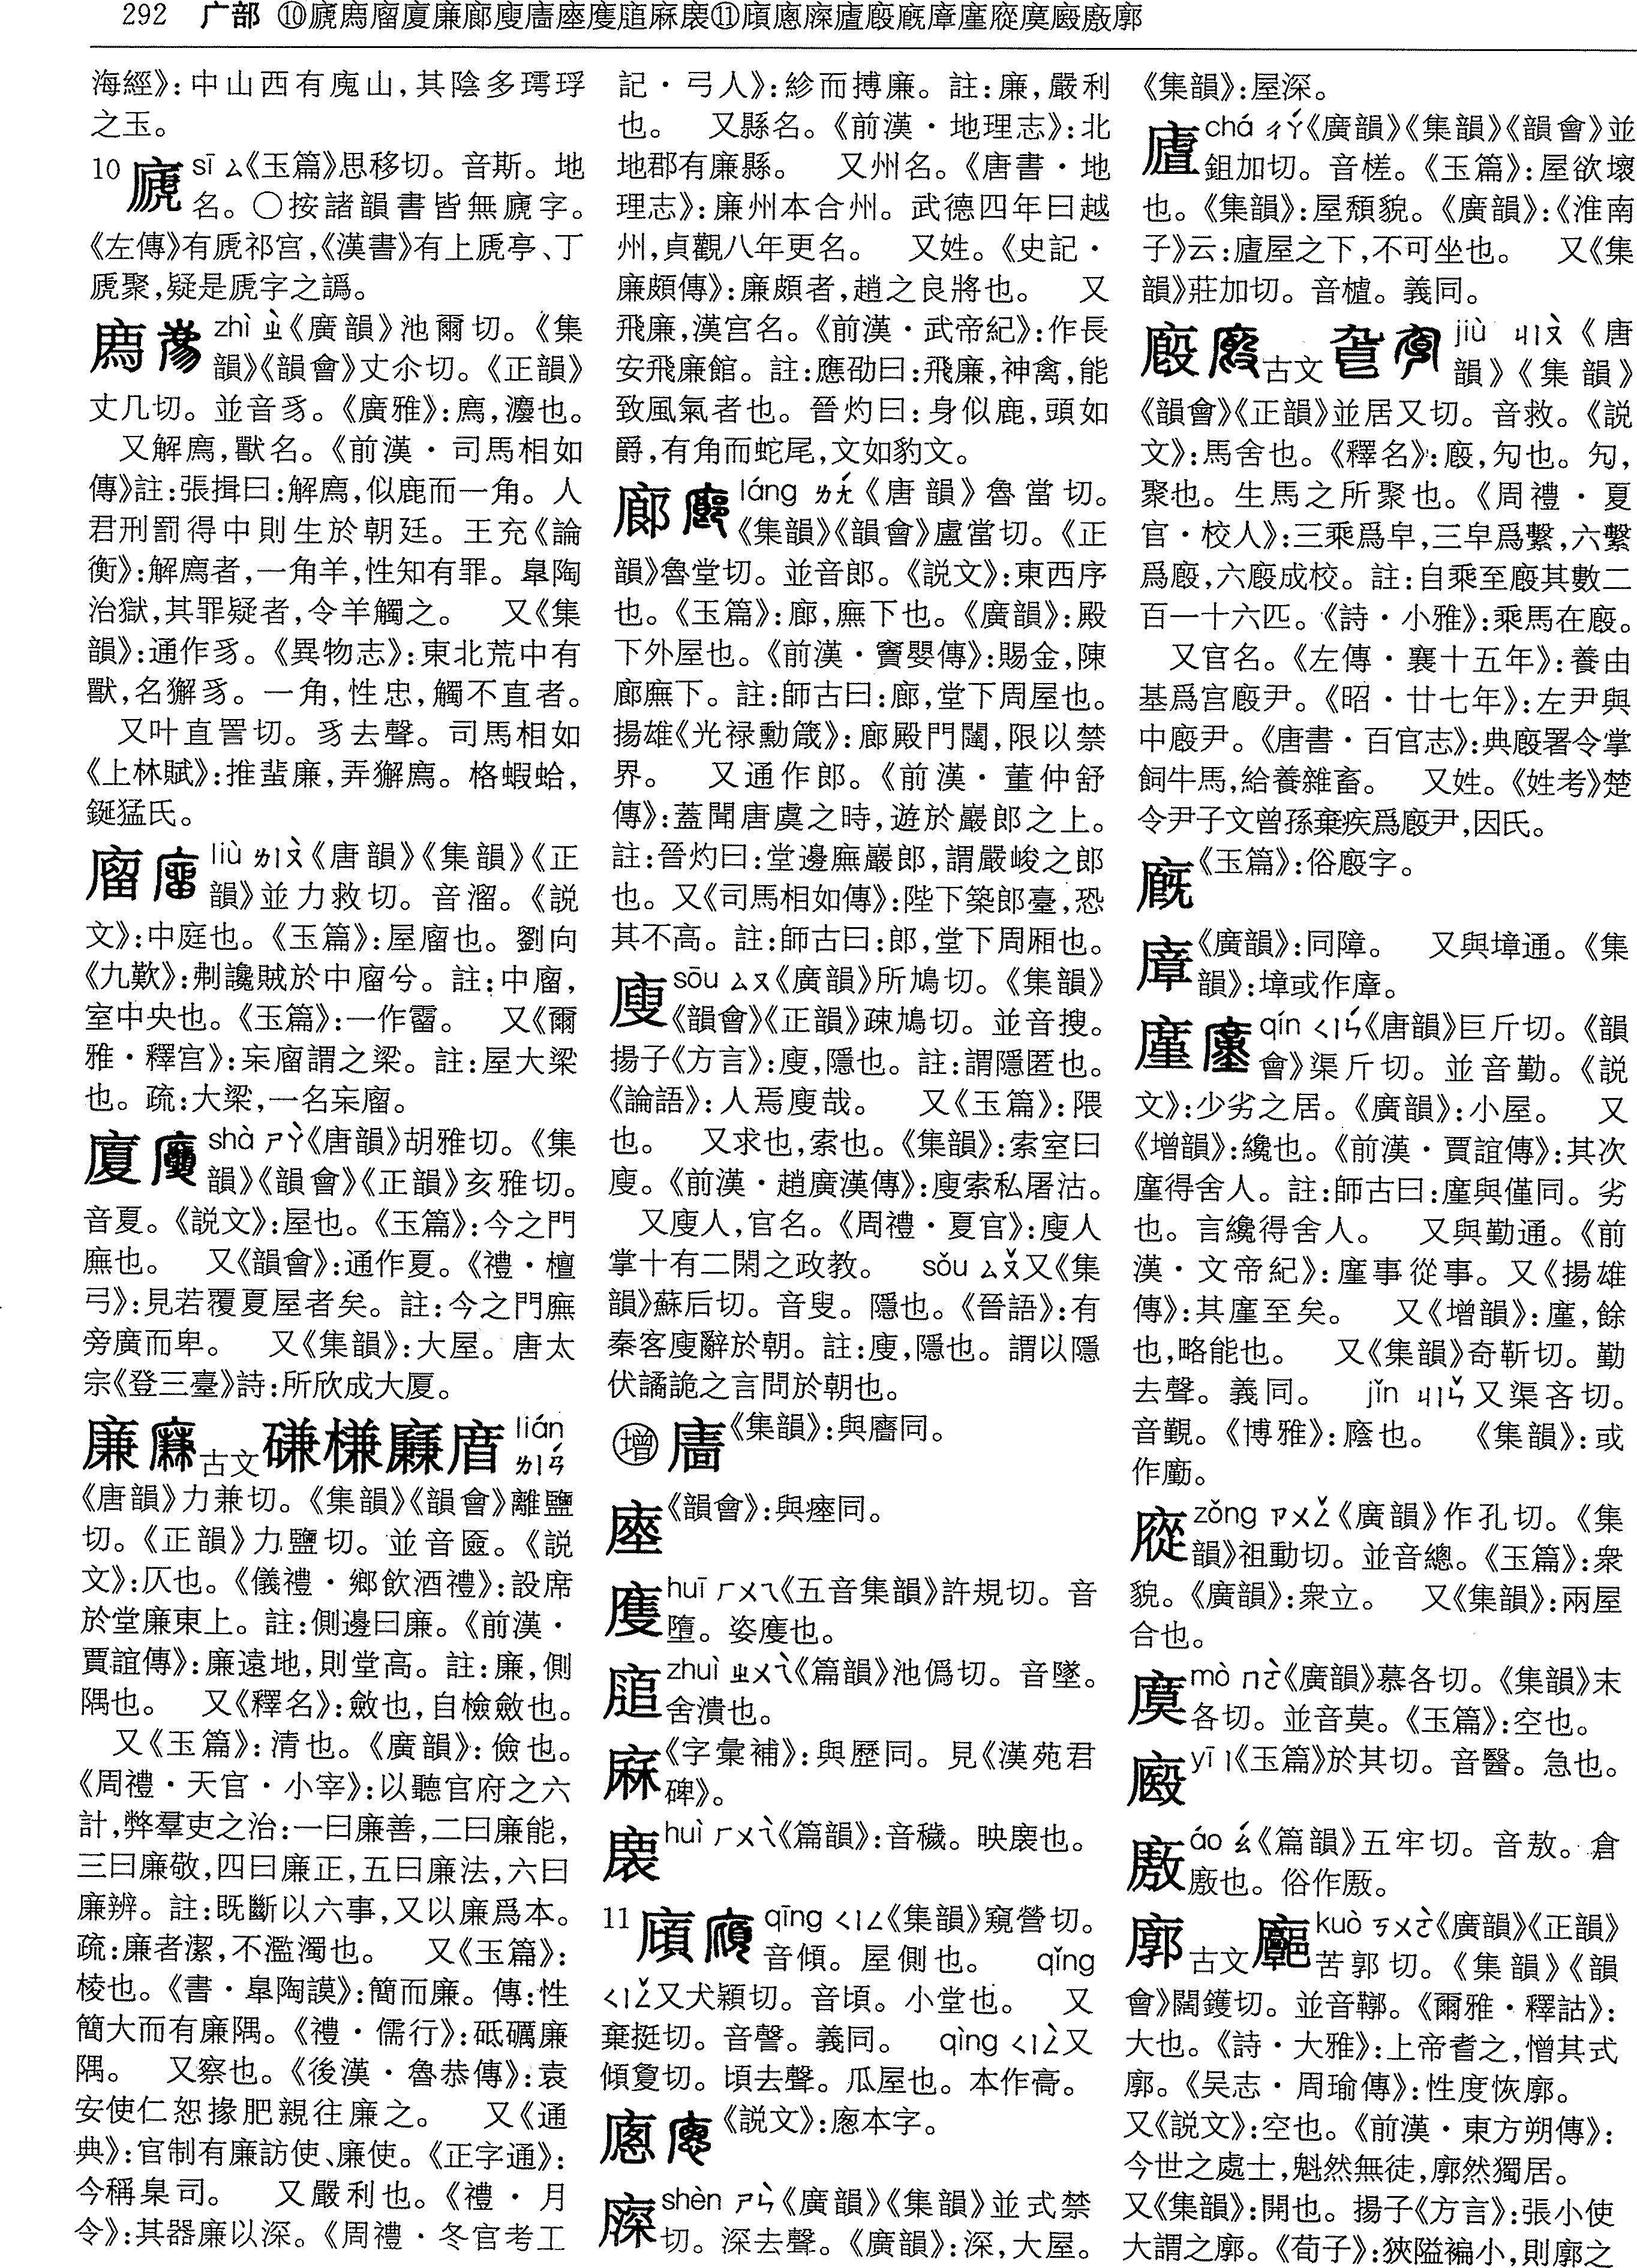 292 广部 ⑩廝廌廇廈廉廊廋廧座廀𢊅麻裛⑪廎廒廬廄廐廍廑廜廙廞廫廓
海經》：中山西有廆山，其陰多㻬琈
之玉。
10 sī ㄙ《玉篇》思移切。音斯。地
名。○按諸韻書皆無字。
《左傳》有虒祁宫，《漢書》有上虒亭、丁
虒聚，疑是虒字之譌。
廌 zhì ㄓˋ《廣韻》池爾切。《集
韻》《韻會》丈尒切。《正韻》
丈几切。並音豸。《廣雅》：廌，灋也。
又解廌，獸名。《前漢·司馬相如
傳》註：張揖曰：解廌，似鹿而一角。人
君刑罰得中則生於朝廷。王充《論
衡》：解廌者，一角羊，性知有罪。臯陶
治獄，其罪疑者，令羊觸之。 又《集
韻》：通作豸。《異物志》：東北荒中有
獸，名獬豸。一角，性忠，觸不直者。
又叶直詈切。豸去聲。司馬相如
《上林賦》：推蜚廉，弄獬廌。格蝦蛤，
鋋猛氏。
廇 liù ㄌㄧㄡˋ《唐韻》《集韻》《正
韻》並力救切。音溜。《説
文》：中庭也。《玉篇》：屋廇也。劉向
《九歎》：刜讒賊於中廇兮。註：中廇，
室中央也。《玉篇》：一作霤。 又《爾
雅·釋宫》：杗廇謂之梁。註：屋大梁
也。疏：大梁，一名杗廇。
廈 shà ㄕㄚˋ《唐韻》胡雅切。《集
韻》《韻會》《正韻》亥雅切。
音夏。《説文》：屋也。《玉篇》：今之門
廡也。 又《韻會》：通作夏。《禮·檀
弓》：見若覆夏屋者矣。註：今之門廡
旁廣而卑。 又《集韻》：大屋。唐太
宗《登三臺》詩：所欣成大厦。
廉 古文 lián
ㄌㄧㄢˊ
《唐韻》力兼切。《集韻》《韻會》離鹽
切。《正韻》力鹽切。並音匳。《説
文》：仄也。《儀禮·鄉飲酒禮》：設席
於堂廉東上。註：側邊曰廉。《前漢·
賈誼傳》：廉遠地，則堂高。註：廉，側
隅也。 又《釋名》：斂也，自檢斂也。
又《玉篇》：清也。《廣韻》：儉也。
《周禮·天官·小宰》：以聽官府之六
計，弊羣吏之治：一曰廉善，二曰廉能，
三曰廉敬，四曰廉正，五曰廉法，六曰
廉辨。註：既斷以六事，又以廉爲本。
疏：廉者潔，不濫濁也。 又《玉篇》：
棱也。《書·臯陶謨》：簡而廉。傳：性
簡大而有廉隅。《禮·儒行》：砥礪廉
隅。 又察也。《後漢·魯恭傳》：袁
安使仁恕掾肥親往廉之。 又《通
典》：官制有廉訪使、廉使。《正字通》：
今稱臬司。 又嚴利也。《禮·月
令》：其器廉以深。《周禮·冬官考工
記·弓人》：紾而摶廉。註：廉，嚴利
也。 又縣名。《前漢·地理志》：北
地郡有廉縣。 又州名。《唐書·地
理志》：廉州本合州。武德四年曰越
州，貞觀八年更名。 又姓。《史記·
廉頗傳》：廉頗者，趙之良將也。 又
飛廉，漢宫名。《前漢·武帝紀》：作長
安飛廉館。註：應劭曰：飛廉，神禽，能
致風氣者也。晉灼曰：身似鹿，頭如
爵，有角而蛇尾，文如豹文。
廊 láng ㄌㄤˊ《唐韻》魯當切。
《集韻》《韻會》盧當切。《正
韻》魯堂切。並音郎。《説文》：東西序
也。《玉篇》：廊，廡下也。《廣韻》：殿
下外屋也。《前漢·竇嬰傳》：賜金，陳
廊廡下。註：師古曰：廊，堂下周屋也。
揚雄《光禄勳箴》：廊殿門闥，限以禁
界。 又通作郎。《前漢·董仲舒
傳》：蓋聞唐虞之時，遊於巖郎之上。
註：晉灼曰：堂邊廡巖郎，謂嚴峻之郎
也。又《司馬相如傳》：陛下築郎臺，恐
其不高。註：師古曰：郎，堂下周厢也。
廋 sōu ㄙㄡ《廣韻》所鳩切。《集韻》
《韻會》《正韻》疎鳩切。並音搜。
揚子《方言》：廋，隱也。註：謂隱匿也。
《論語》：人焉廋哉。 又《玉篇》：隈
也。 又求也，索也。《集韻》：索室曰
廋。《前漢·趙廣漢傳》：廋索私屠沽。
又廋人，官名。《周禮·夏官》：廋人
掌十有二閑之政教。 sǒu ㄙㄡˇ又《集
韻》蘇后切。音叟。隱也。《晉語》：有
秦客廋辭於朝。註：廋，隱也。謂以隱
伏譎詭之言問於朝也。
增 廧《集韻》：與廥同。
《韻會》：與痙同。
huī ㄏㄨㄟ《五音集韻》許規切。音
墮。也。
zhuì ㄓㄨㄟˋ《篇韻》池僞切。音墜。
舍潰也。
《字彙補》：與歷同。見《漢苑君
碑》。
huì ㄏㄨㄟˋ《篇韻》：音穢。也。
11 廎 qīng ㄑㄧㄥ《集韻》窺營切。
音傾。屋側也。 qǐng
ㄑㄧㄥˇ又犬穎切。音頃。小堂也。 又
棄挺切。音謦。義同。 qìng ㄑㄧㄥˋ又
傾敻切。頃去聲。瓜屋也。本作高。
《説文》：本字。
shèn ㄕㄣˋ《廣韻》《集韻》並式禁
切。深去聲。《廣韻》：深，大屋。
《集韻》：屋深。
chá ㄔㄚˊ《廣韻》《集韻》《韻會》並
鉏加切。音槎。《玉篇》：屋欲壞
也。《集韻》：屋頽貌。《廣韻》：《淮南
子》云：屋之下，不可坐也。 又《集
韻》莊加切。音樝。義同。
廏 古文 jiù ㄐㄧㄡˋ《唐
韻》《集韻》
《韻會》《正韻》並居又切。音救。《説
文》：馬舍也。《釋名》：廏，勼也。勼，
聚也。生馬之所聚也。《周禮·夏
官·校人》：三乘爲皁，三皁爲繫，六繫
爲廏，六廏成校。註：自乘至廏其數二
百一十六匹。《詩·小雅》：乘馬在廏。
又官名。《左傳·襄十五年》：養由
基爲宫廏尹。《昭·廿七年》：左尹與
中廏尹。《唐書·百官志》：典廏署令掌
飼牛馬，給養雜畜。 又姓。《姓考》楚
令尹子文曾孫棄疾爲廏尹，因氏。
廐《玉篇》：俗廏字。
《廣韻》：同障。 又與墇通。《集
韻》：墇或作。
廑 qín ㄑㄧㄣˊ《唐韻》巨斤切。《韻
會》渠斤切。並音勤。《説
文》：少劣之居。《廣韻》：小屋。 又
《增韻》：纔也。《前漢·賈誼傳》：其次
廑得舍人。註：師古曰：廑與僅同。劣
也。言纔得舍人。 又與勤通。《前
漢·文帝紀》：廑事從事。又《揚雄
傳》：其廑至矣。 又《增韻》：廑，餘
也，略能也。 又《集韻》奇靳切。勤
去聲。義同。 jǐn ㄐㄧㄣˇ又渠吝切。
音覲。《博雅》：廕也。 《集韻》：或
作。
zǒng ㄗㄨㄥˇ《廣韻》作孔切。《集
韻》祖動切。並音總。《玉篇》：衆
貌。《廣韻》：衆立。 又《集韻》：兩屋
合也。
mò ㄇㄛˋ《廣韻》慕各切。《集韻》末
各切。並音莫。《玉篇》：空也。
yī ㄧ《玉篇》於其切。音醫。急也。
廒 áo ㄠˊ《篇韻》五牢切。音敖。倉
廒也。俗作厫。
廓 古文 kuò ㄎㄨㄛˋ《廣韻》《正韻》
苦郭切。《集韻》《韻
會》闊鑊切。並音鞹。《爾雅·釋詁》：
大也。《詩·大雅》：上帝耆之，憎其式
廓。《吴志·周瑜傳》：性度恢廓。
又《説文》：空也。《前漢·東方朔傳》：
今世之處士，魁然無徒，廓然獨居。
又《集韻》：開也。揚子《方言》：張小使
大謂之廓。《荀子》：狹隘褊小，則廓之